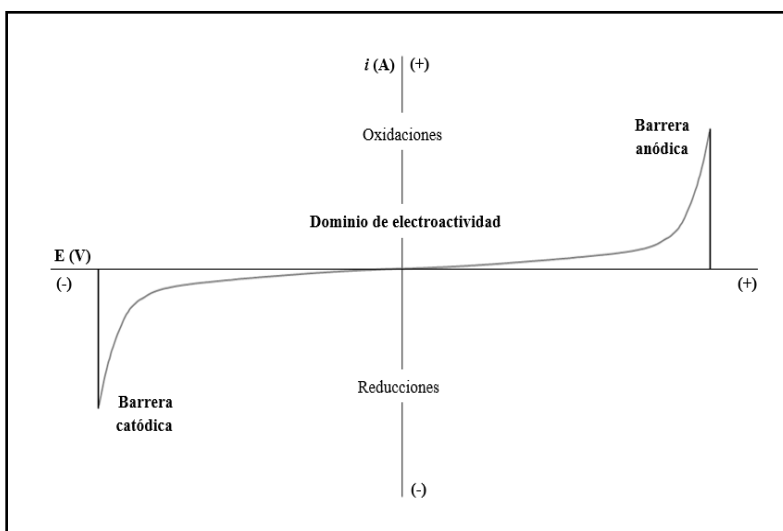 i (A) (+)
Oxidaciones
Barrera
anódica
Dominio de electroactividad
E (V)
(-)
(+)
Reducciones
Barrera
catódica
(-)